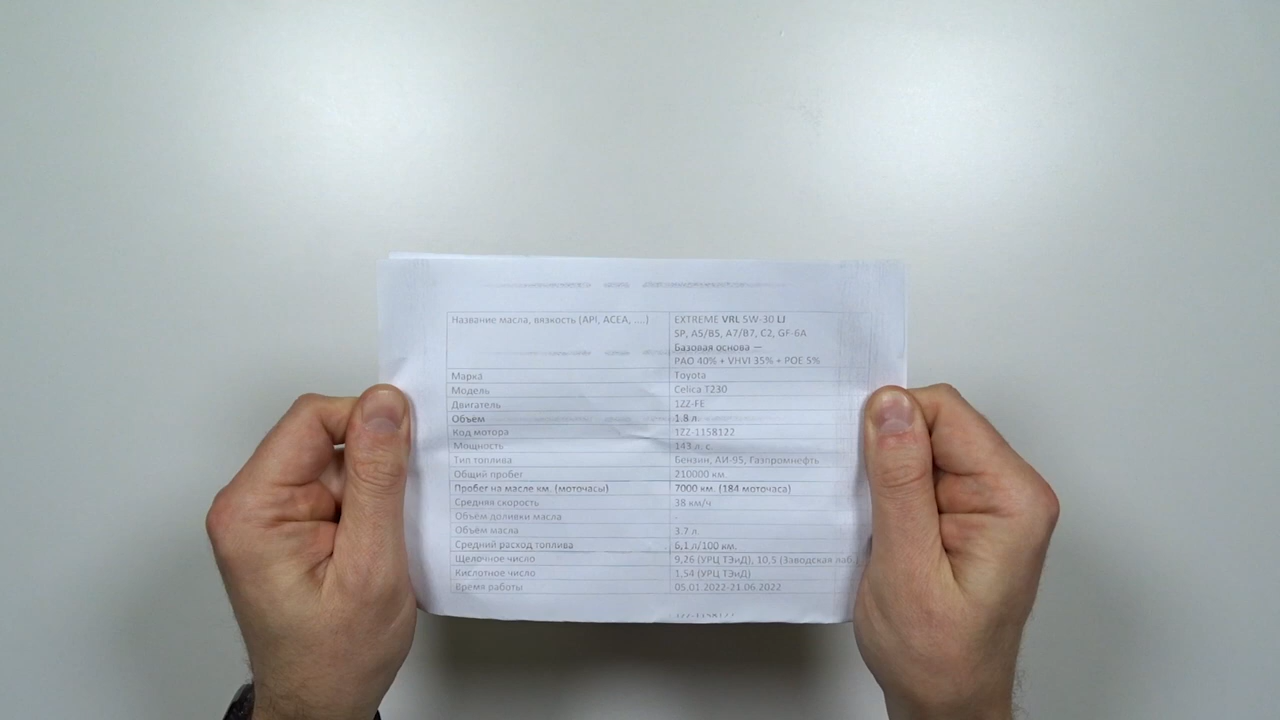 Название масла, вязкость (API, ACEA, ....) EXTREME VRL 5W-30 LJ
SP, A5/B5, A7/B7, C2, GF-6A
Базовая основа —
PAO 40% + VHVI 35% + POE 5%
Марка Toyota
Модель Celica T230
Двигатель 1ZZ-FE
Объём 1.8 л
Код мотора 1ZZ-1158122
Мощность 143 л. с.
Тип топлива Бензин, АИ-95, Газпромнефть
Общий пробег 210000 км.
Пробег на масле км. (моточасы) 7000 км. (184 моточаса)
Средняя скорость 38 км/ч
Объём доливки масла -
Объём масла 3.7 л
Средний расход топлива 6,1 л/100 км.
Щелочное число 9,26 (УРЦ ТЭиД), 10,5 (Заводская лаб.
Кислотное число 1.54 (УРЦ ТЭиД)
Время работы 05.01.2022-21.06.2022